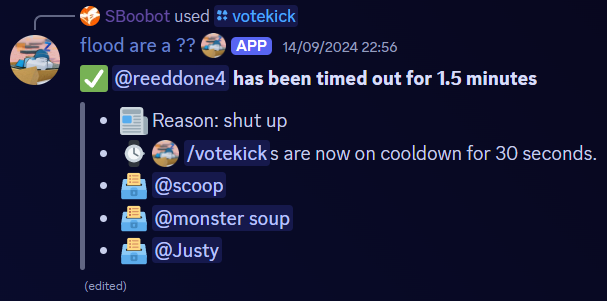 SBoobot used votekick
flood are a ?? APP 14/09/2024 22:56
@reeddone4 has been timed out for 1.5 minutes
Reason: shut up
/votekicks are now on cooldown for 30 seconds.
@scoop
@monster soup
@Justy
(edited)